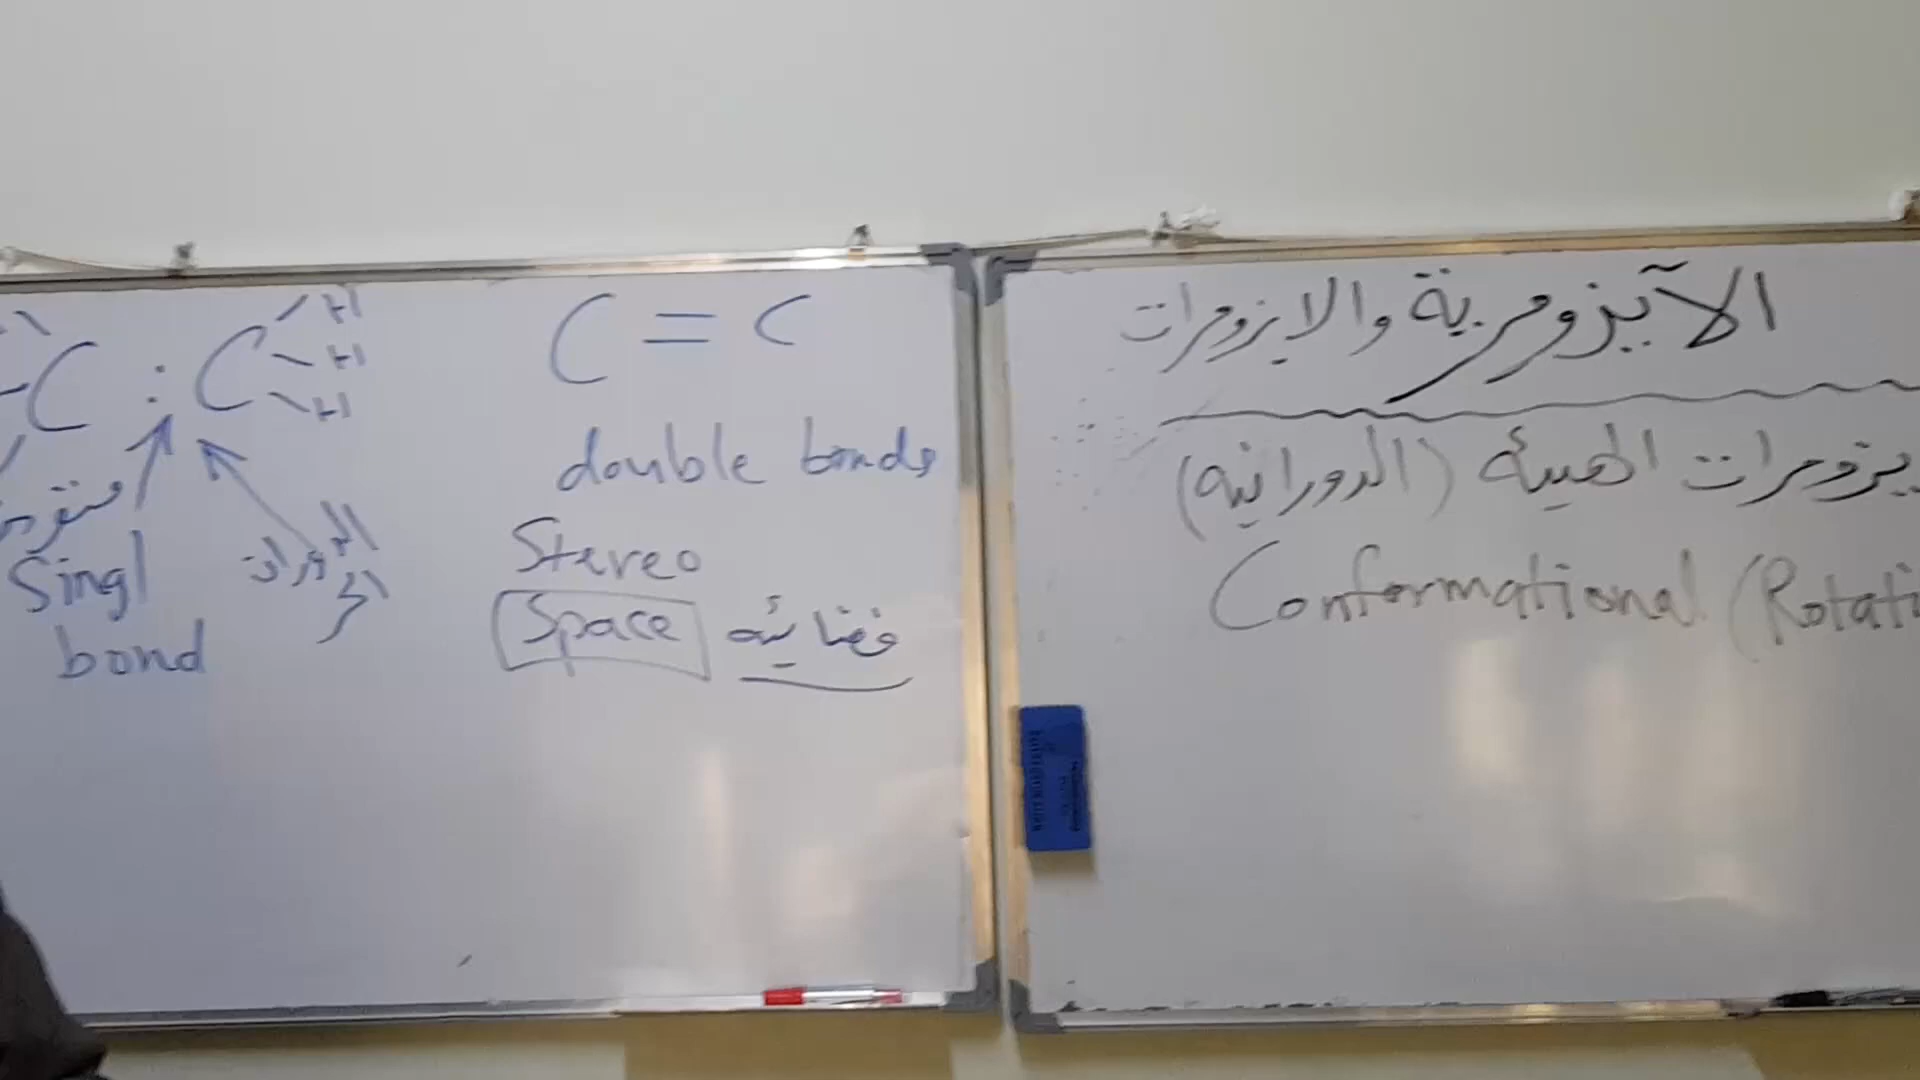 الآيزومرية والايزومرات
يزومرات الهيئة (الدورانية)
Conformational (Rotati
C : C
H
H
H
Singl
bond
الدوران
الحر
C = C
double bonds
Stereo
Space فضائية